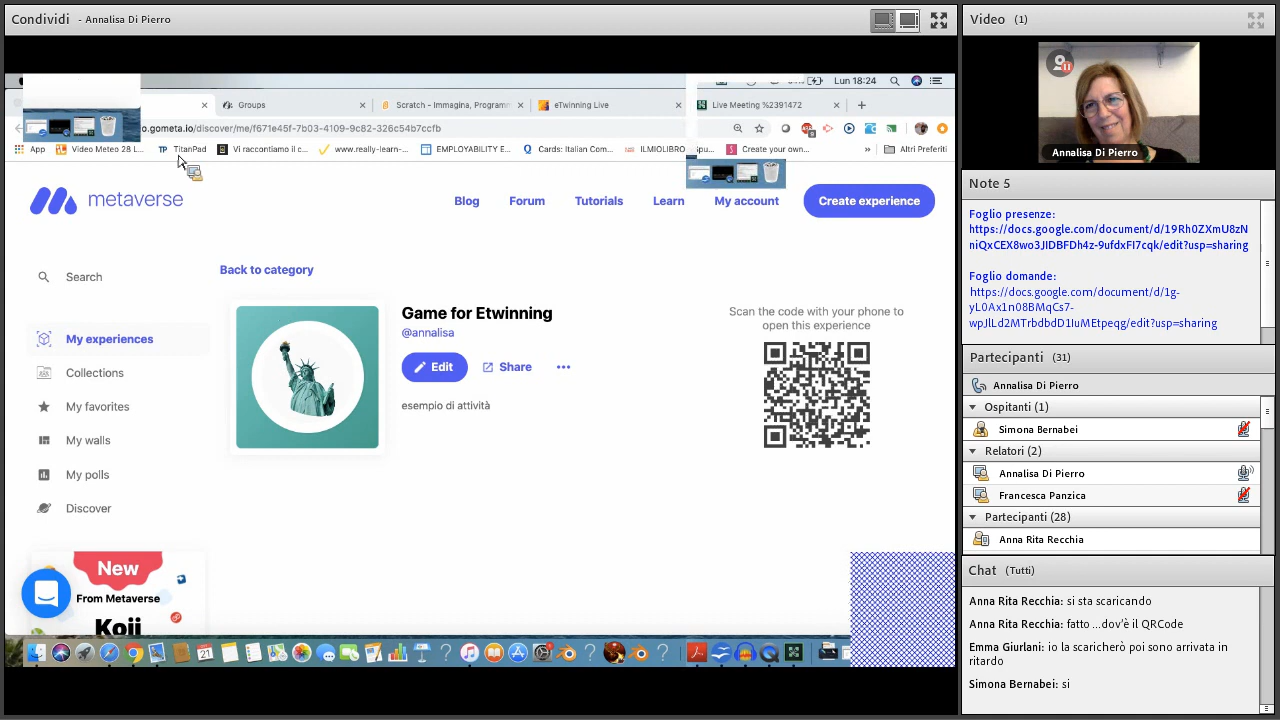 Condividi - Annalisa Di Pierro
Lun 18:24
Groups
Scratch - Immagina, Programm
eTwinning Live
Live Meeting %2391472
.gometa.io/discover/me/f671e45f-7b03-4109-9c82-326c54b7ccfb
App
Video Meteo 28 L...
TP TitanPad
Vi raccontiamo il c...
www.really-learn-...
EMPLOYABILITY E...
Cards: Italian Com...
ILMIOLIBRO
pu...
Create your own...
»
Altri Preferiti
metaverse
Blog
Forum
Tutorials
Learn
My account
Create experience
Search
My experiences
Collections
My favorites
My walls
My polls
Discover
Back to category
Game for Etwinning
@annalisa
Edit
Share
esempio di attività
Scan the code with your phone to
open this experience
New
From Metaverse
Koji
Video (1)
Annalisa Di Pierro
Note 5
Foglio presenze:
https://docs.google.com/document/d/19Rh0ZXmU8zN
niQxCEX8wo3JIDBFDh4z-9ufdxFI7cqk/edit?usp=sharing
Foglio domande:
https://docs.google.com/document/d/1g-
yL0Ax1n08BMqCs7-
wpJlLd2MTrbdbdD1IuMEtpeqg/edit?usp=sharing
Partecipanti (31)
Annalisa Di Pierro
Ospitanti (1)
Simona Bernabei
Relatori (2)
Annalisa Di Pierro
Francesca Panzica
Partecipanti (28)
Anna Rita Recchia
Chat (Tutti)
Anna Rita Recchia: si sta scaricando
Anna Rita Recchia: fatto ...dov'è il QRCode
Emma Giurlani: io la scaricherò poi sono arrivata in
ritardo
Simona Bernabei: si